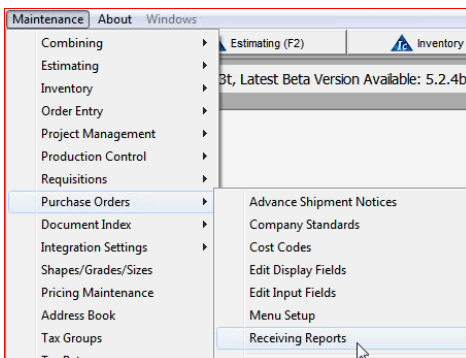 Maintenance About Windows
Combining
Estimating (F2)
Inventory
Estimating
3t, Latest Beta Version Available: 5.2.4b
Inventory
Order Entry
Project Management
Production Control
Requisitions
Purchase Orders
Advance Shipment Notices
Document Index
Company Standards
Integration Settings
Cost Codes
Shapes/Grades/Sizes
Edit Display Fields
Pricing Maintenance
Edit Input Fields
Address Book
Menu Setup
Tax Groups
Receiving Reports